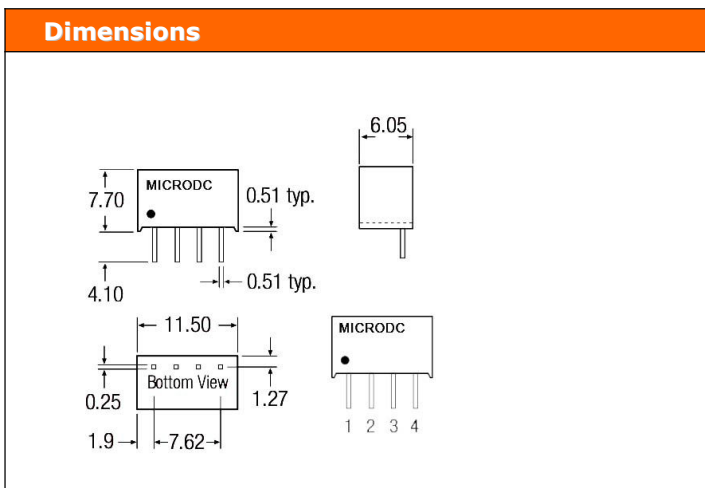 Dimensions
6.05
MICRODC
7.70
0.51 typ.
4.10
0.51 typ.
11.50
MICRODC
Bottom View
0.25
1.27
1.9
7.62
1 2 3 4